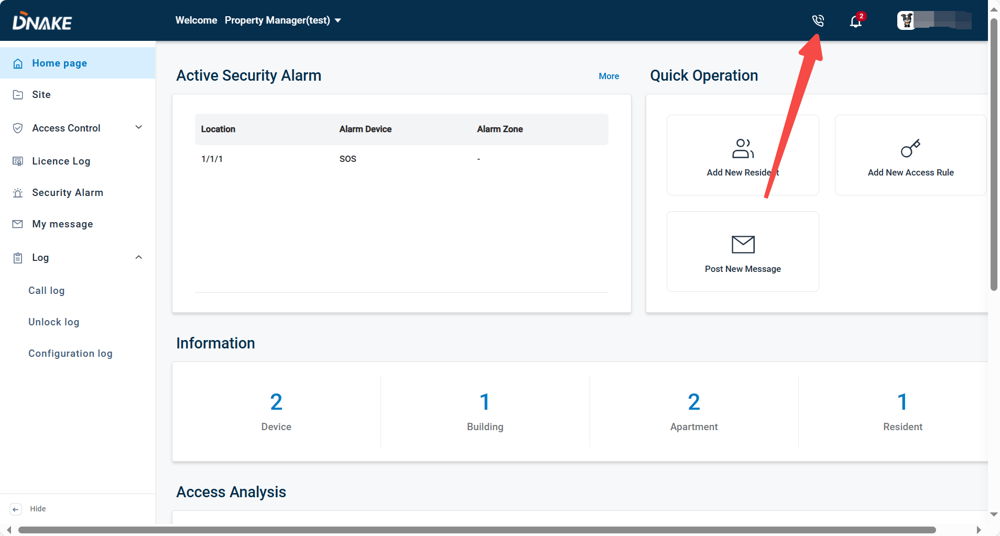 DNAKE
Welcome Property Manager(test)
2
Home page
Site
Access Control
Licence Log
Security Alarm
My message
Log
Call log
Unlock log
Configuration log
Hide
Active Security Alarm
More
Location Alarm Device Alarm Zone
1/1/1 SOS -
Quick Operation
Add New Resident
Add New Access Rule
Post New Message
Information
2 1 2 1
Device Building Apartment Resident
Access Analysis